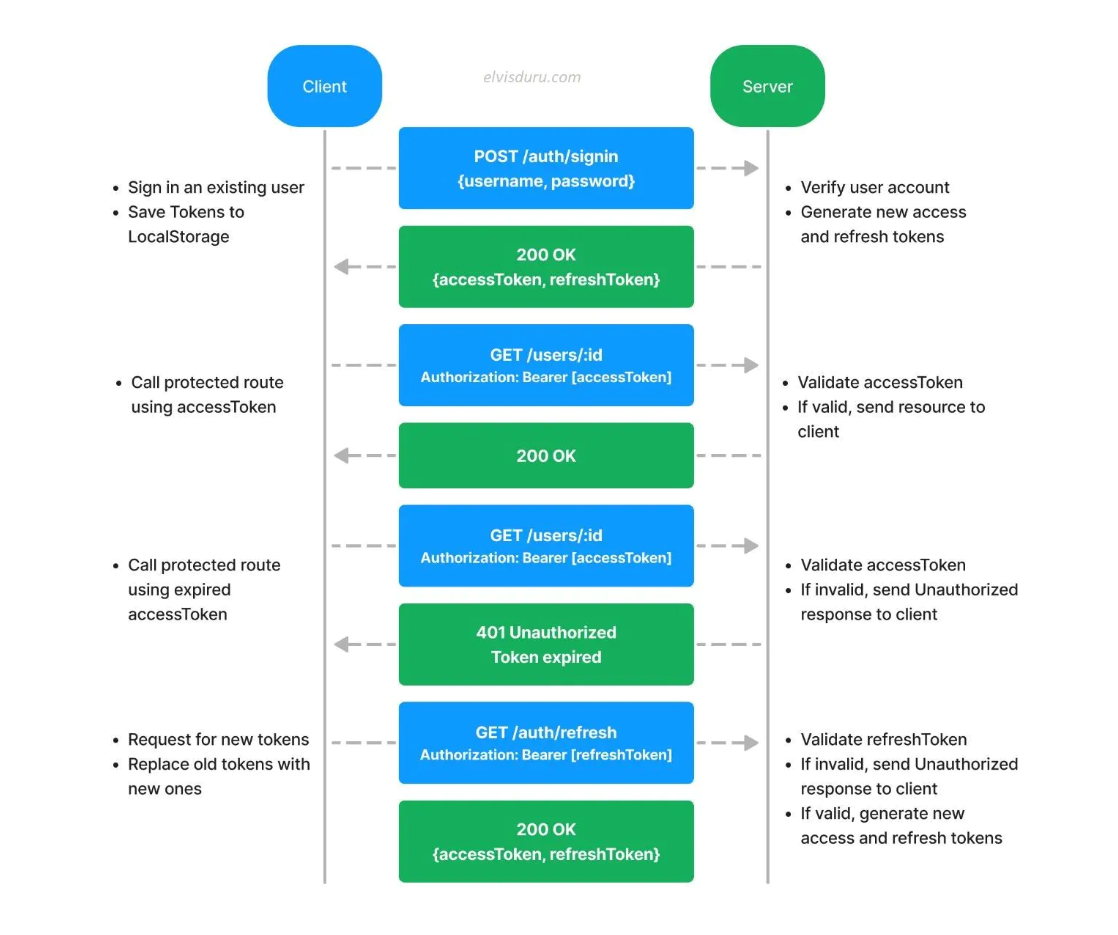 elvisduru.com
Client
Server
POST /auth/signin
{username, password}
• Sign in an existing user
• Save Tokens to
LocalStorage
• Verify user account
• Generate new access
and refresh tokens
200 OK
{accessToken, refreshToken}
GET /users/:id
Authorization: Bearer [accessToken]
• Call protected route
using accessToken
• Validate accessToken
• If valid, send resource to
client
200 OK
GET /users/:id
Authorization: Bearer [accessToken]
• Call protected route
using expired
accessToken
• Validate accessToken
• If invalid, send Unauthorized
response to client
401 Unauthorized
Token expired
GET /auth/refresh
Authorization: Bearer [refreshToken]
• Request for new tokens
• Replace old tokens with
new ones
• Validate refreshToken
• If invalid, send Unauthorized
response to client
• If valid, generate new
access and refresh tokens
200 OK
{accessToken, refreshToken}